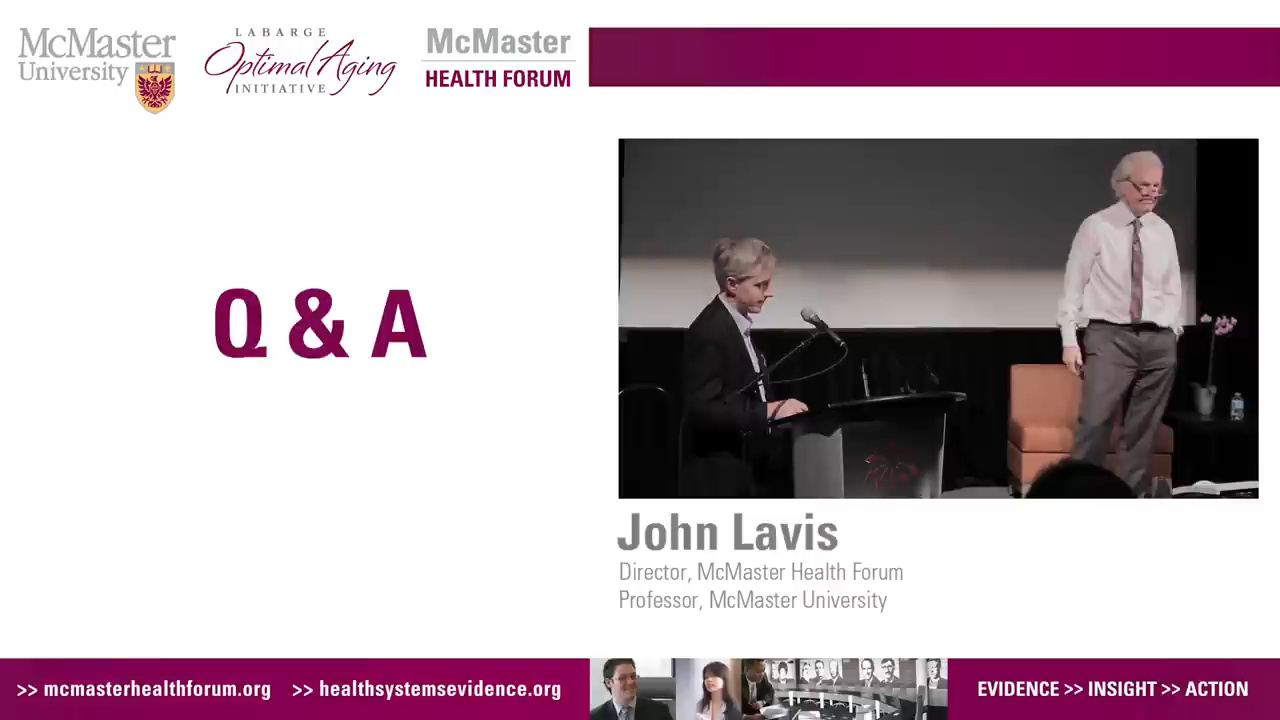 McMaster
University
LABARGE
Optimal Aging
INITIATIVE
McMaster
HEALTH FORUM
Q & A
John Lavis
Director, McMaster Health Forum
Professor, McMaster University
>> mcmasterhealthforum.org >> healthsystemsevidence.org
EVIDENCE >> INSIGHT >> ACTION